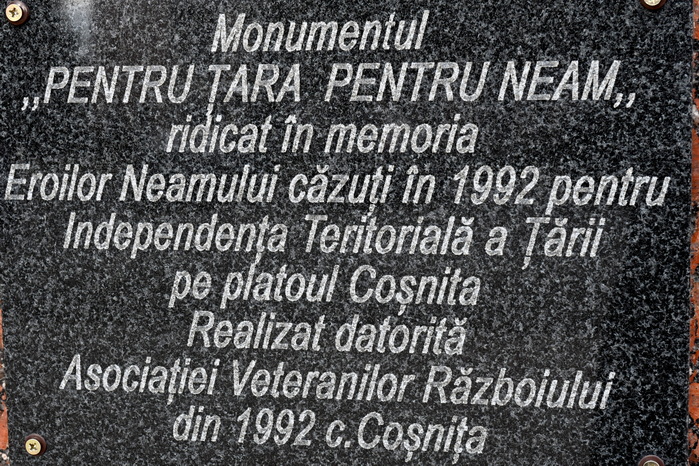 Monumentul
,,PENTRU ȚARA PENTRU NEAM,,
ridicat în memoria
Eroilor Neamului căzuți în 1992 pentru
Independența Teritorială a Țării
pe platoul Coșnita
Realizat datorită
Asociației Veteranilor Războiului
din 1992 c.Coșnița